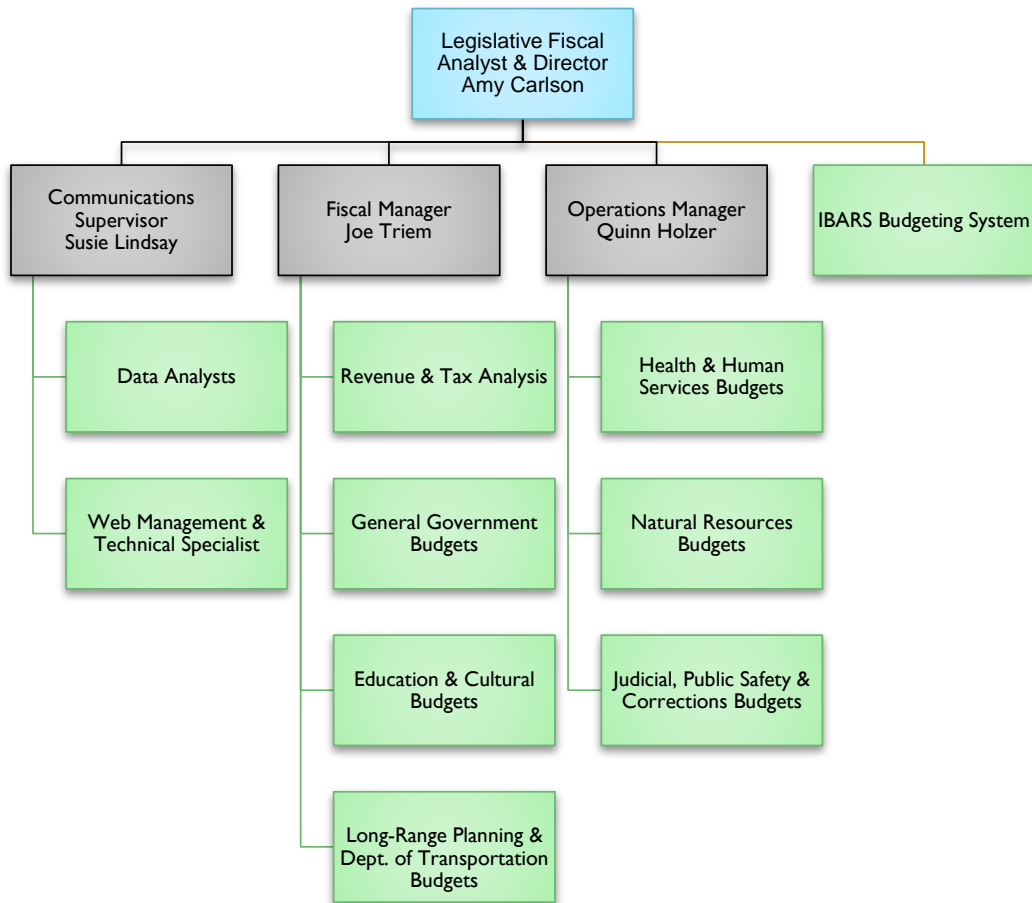 Legislative Fiscal
Analyst & Director
Amy Carlson
Communications
Supervisor
Susie Lindsay
Fiscal Manager
Joe Triem
Operations Manager
Quinn Holzer
IBARS Budgeting System
Data Analysts
Revenue & Tax Analysis
Health & Human
Services Budgets
Web Management &
Technical Specialist
General Government
Budgets
Natural Resources
Budgets
Education & Cultural
Budgets
Judicial, Public Safety &
Corrections Budgets
Long-Range Planning &
Dept. of Transportation
Budgets